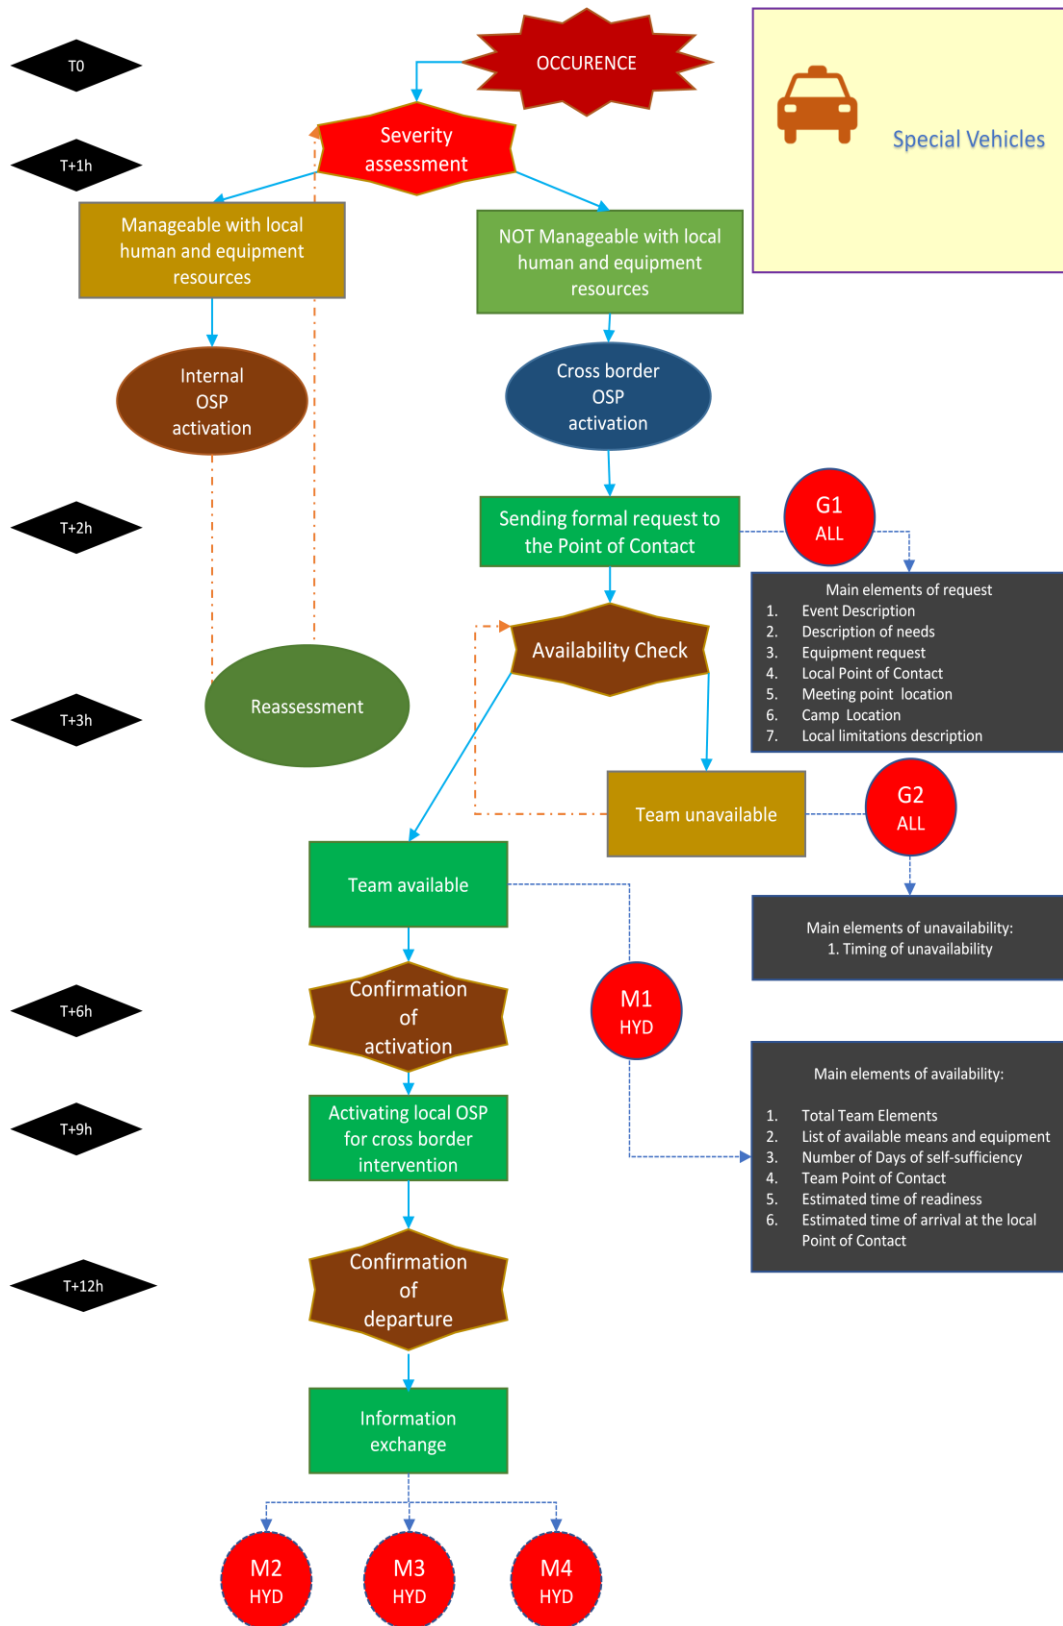 T0
OCCURENCE
Special Vehicles
Severity
assessment
T+1h
Manageable with local
human and equipment
resources
NOT Manageable with local
human and equipment
resources
Internal
OSP
activation
Cross border
OSP
activation
T+2h
Sending formal request to
the Point of Contact
G1
ALL
Main elements of request
1. Event Description
2. Description of needs
3. Equipment request
4. Local Point of Contact
5. Meeting point location
6. Camp Location
7. Local limitations description
Availability Check
Reassessment
T+3h
Team unavailable
G2
ALL
Team available
Main elements of unavailability:
1. Timing of unavailability
T+6h
Confirmation
of
activation
M1
HYD
Main elements of availability:
1. Total Team Elements
2. List of available means and equipment
3. Number of Days of self-sufficiency
4. Team Point of Contact
5. Estimated time of readiness
6. Estimated time of arrival at the local
Point of Contact
T+9h
Activating local OSP
for cross border
intervention
T+12h
Confirmation
of
departure
Information
exchange
M2
HYD
M3
HYD
M4
HYD